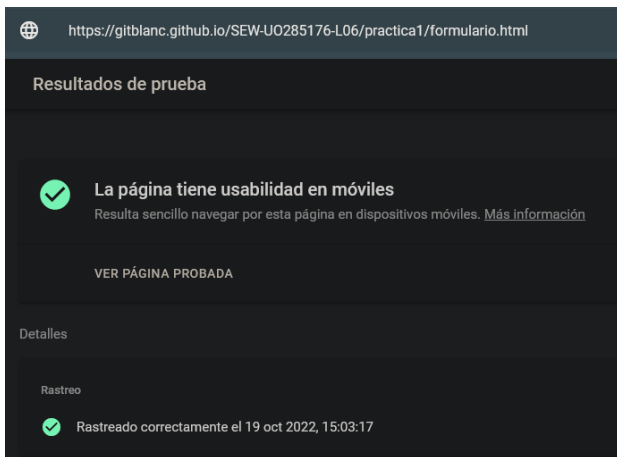 https://gitblanc.github.io/SEW-UO285176-L06/practica1/formulario.html
Resultados de prueba
La página tiene usabilidad en móviles
Resulta sencillo navegar por esta página en dispositivos móviles. Más información
VER PÁGINA PROBADA
Detalles
Rastreo
Rastreado correctamente el 19 oct 2022, 15:03:17